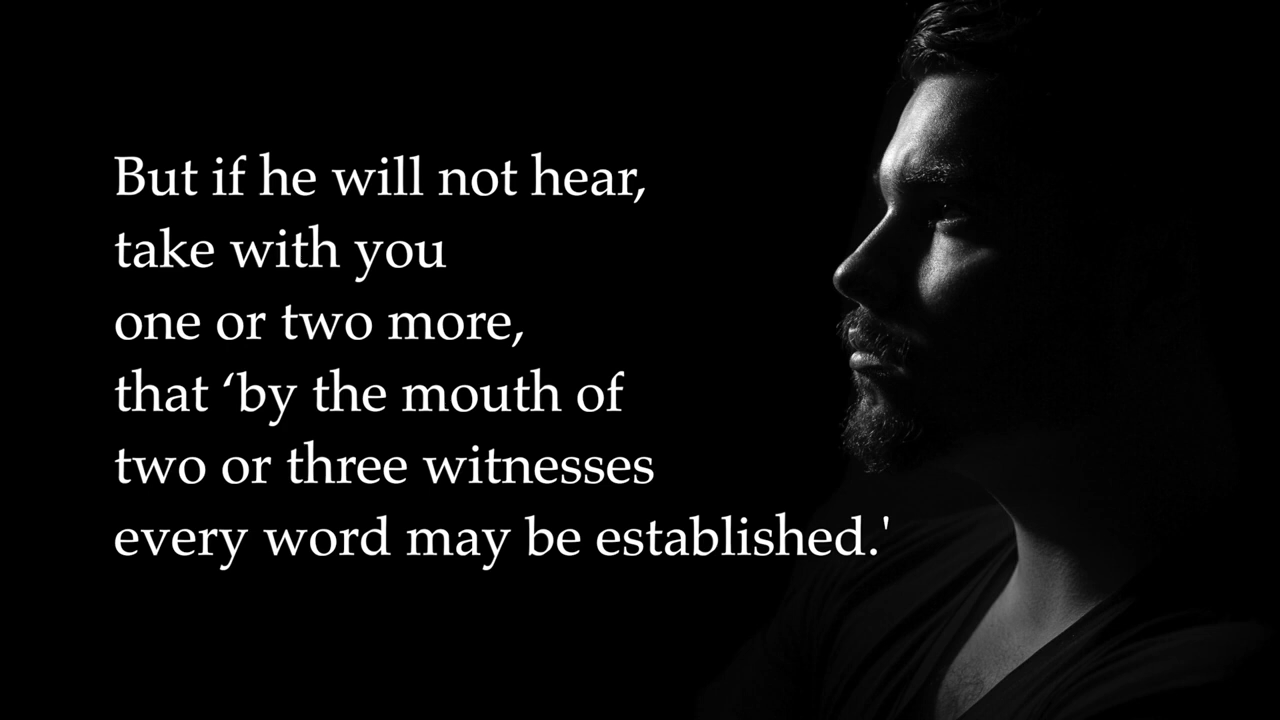 But if he will not hear,
take with you
one or two more,
that ‘by the mouth of
two or three witnesses
every word may be established.'